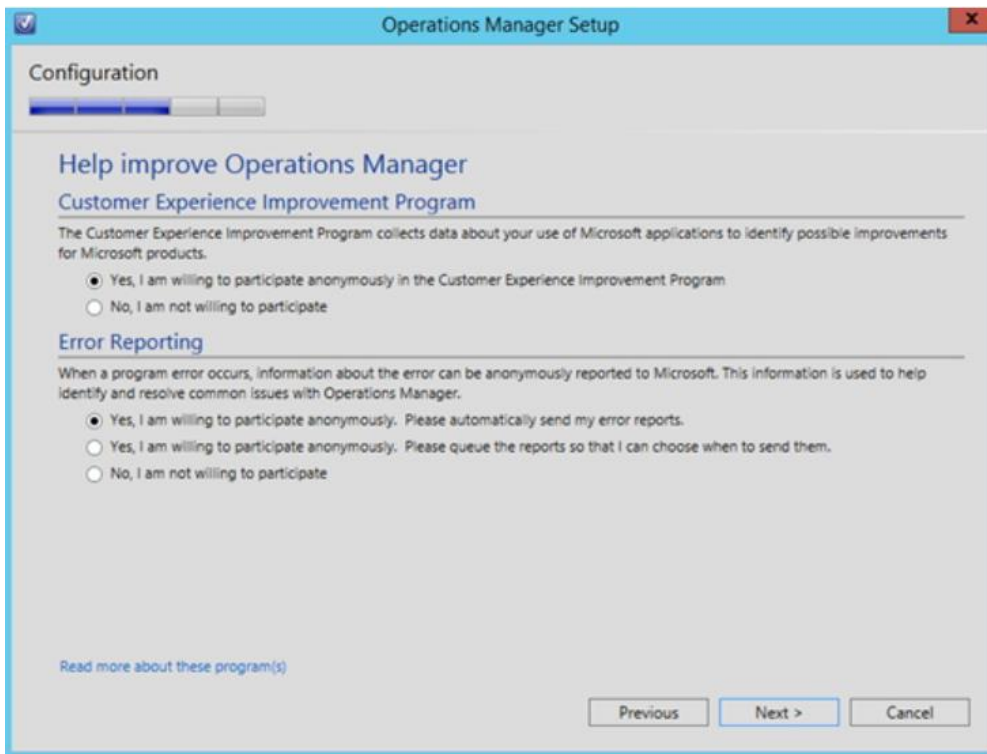 Operations Manager Setup
x
Configuration
Help improve Operations Manager
Customer Experience Improvement Program
The Customer Experience Improvement Program collects data about your use of Microsoft applications to identify possible improvements
for Microsoft products.
Yes, I am willing to participate anonymously in the Customer Experience Improvement Program
No, I am not willing to participate
Error Reporting
When a program error occurs, information about the error can be anonymously reported to Microsoft. This information is used to help
identify and resolve common issues with Operations Manager.
Yes, I am willing to participate anonymously.  Please automatically send my error reports.
Yes, I am willing to participate anonymously.  Please queue the reports so that I can choose when to send them.
No, I am not willing to participate
Read more about these program(s)
Previous Next > Cancel